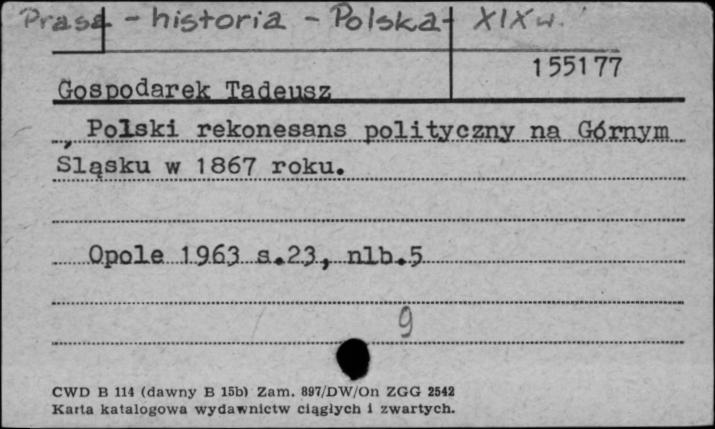 Prasa - historia - Polska - XIX w.
155177
Gospodarek Tadeusz
Polski rekonesans polityczny na Górnym
Śląsku w 1867 roku.
Opole 1963 s.23, nlb.5
9
CWD B 114 (dawny B 15b) Zam. 897/DW/On ZGG 2542
Karta katalogowa wydawnictw ciągłych i zwartych.